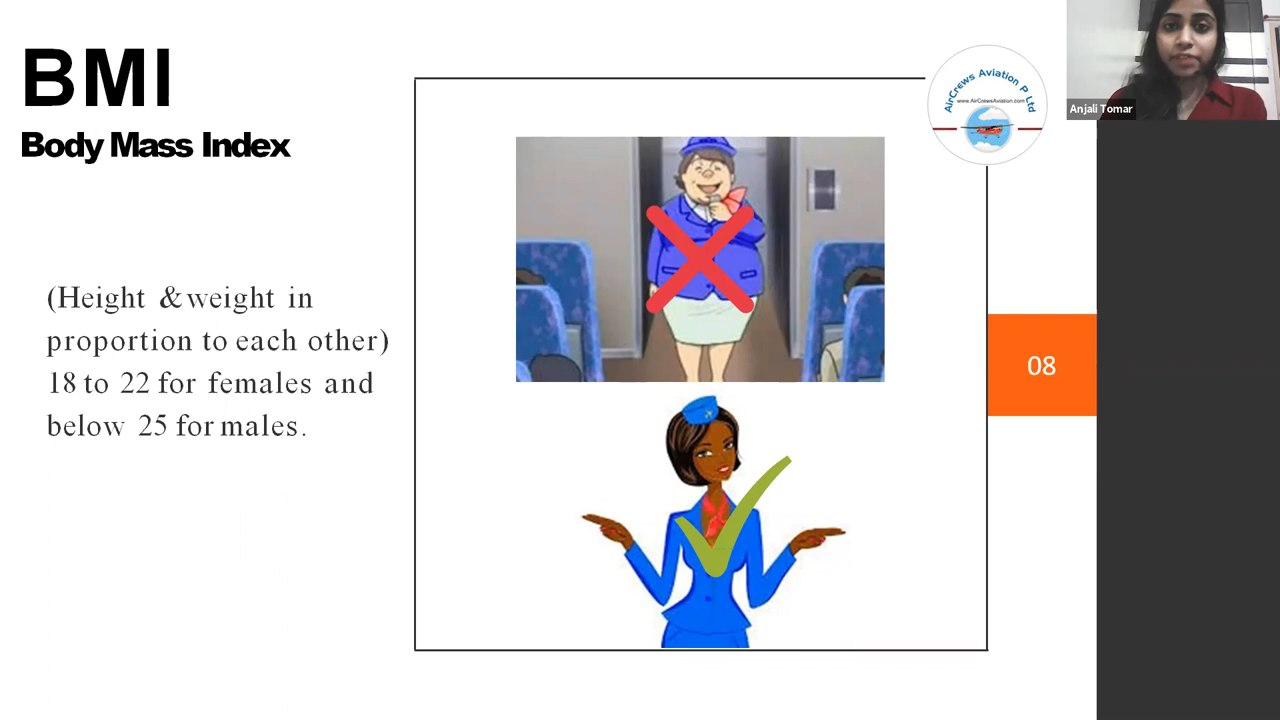 BMI
Body Mass Index
(Height & weight in
proportion to each other)
18 to 22 for females and
below 25 for males.
AirCrews Aviation P Ltd
www.AirCrewsAviation.com
Anjali Tomar
08